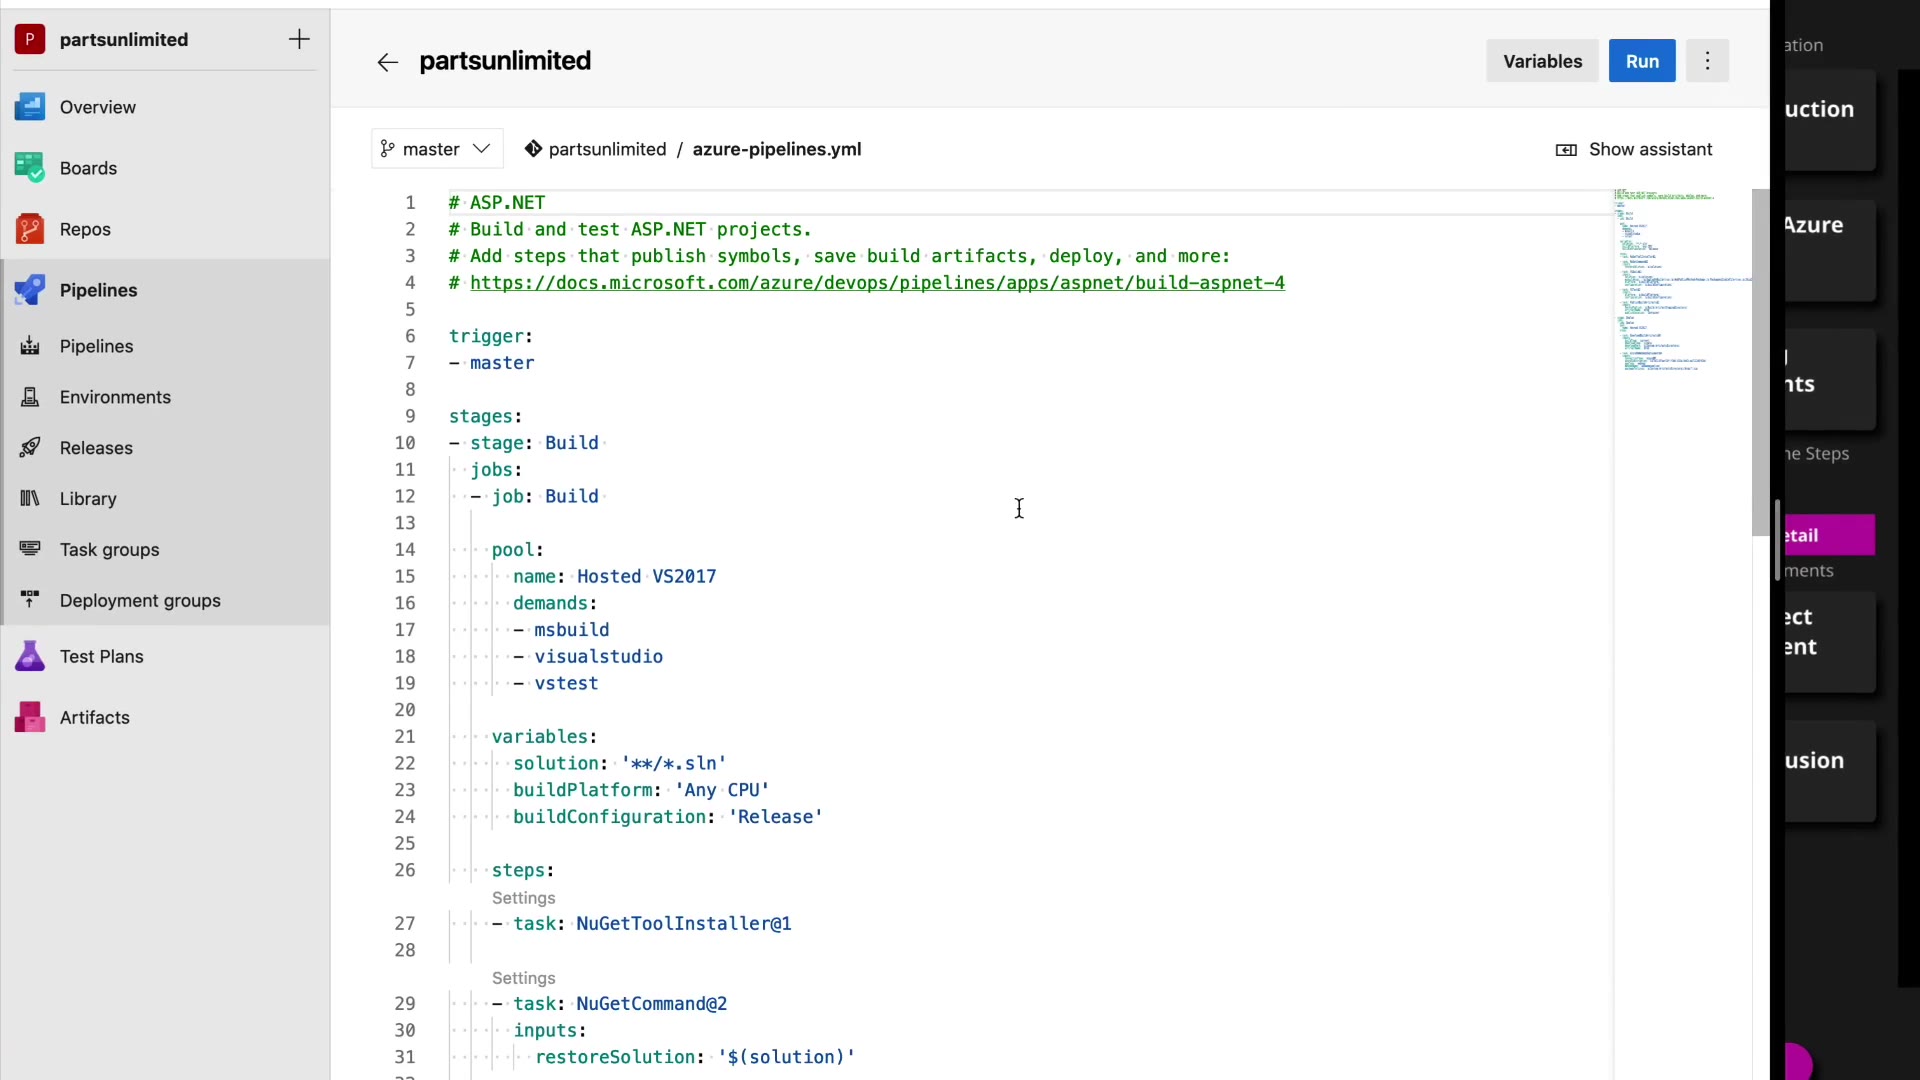 P partsunlimited
Overview
Boards
Repos
Pipelines
Pipelines
Environments
Releases
Library
Task groups
Deployment groups
Test Plans
Artifacts
partsunlimited
Variables
Run
master
partsunlimited / azure-pipelines.yml
Show assistant
1 # ASP.NET
2 # Build and test ASP.NET projects.
3 # Add steps that publish symbols, save build artifacts, deploy, and more:
4 # https://docs.microsoft.com/azure/devops/pipelines/apps/aspnet/build-aspnet-4
5
6 trigger:
7 - master
8
9 stages:
10 - stage: Build
11 jobs:
12 - job: Build
13
14 pool:
15 name: Hosted VS2017
16 demands:
17 - msbuild
18 - visualstudio
19 - vstest
20
21 variables:
22 solution: '**/*.sln'
23 buildPlatform: 'Any CPU'
24 buildConfiguration: 'Release'
25
26 steps:
Settings
27 - task: NuGetToolInstaller@1
28
Settings
29 - task: NuGetCommand@2
30 inputs:
31 restoreSolution: '$(solution)'
ation
uction
Azure
nts
ne Steps
etail
ments
ect
ent
usion